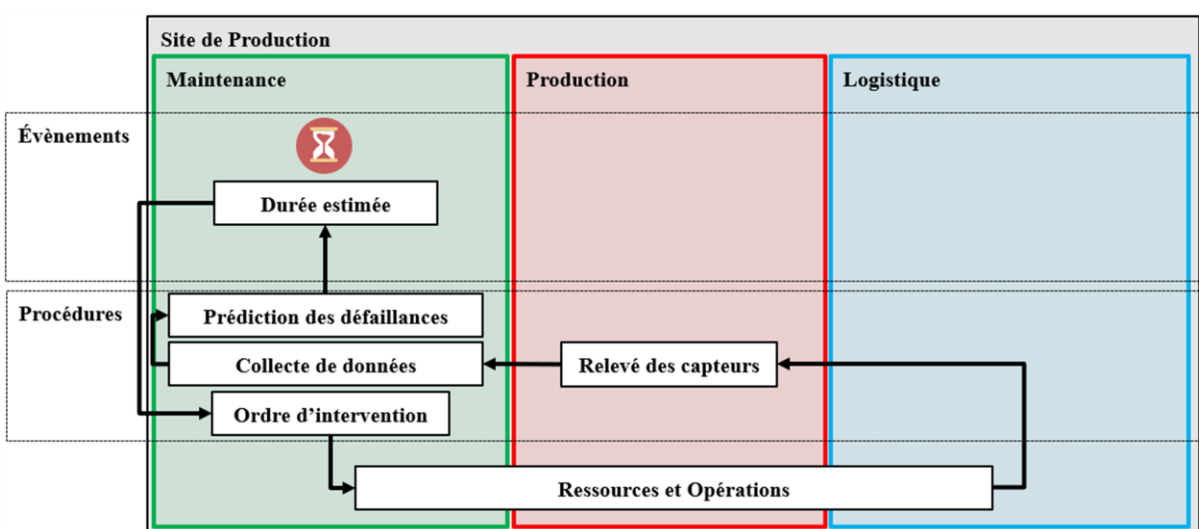 Site de Production
Maintenance
Production
Logistique
Évènements
Durée estimée
Procédures
Prédiction des défaillances
Collecte de données
Relevé des capteurs
Ordre d’intervention
Ressources et Opérations